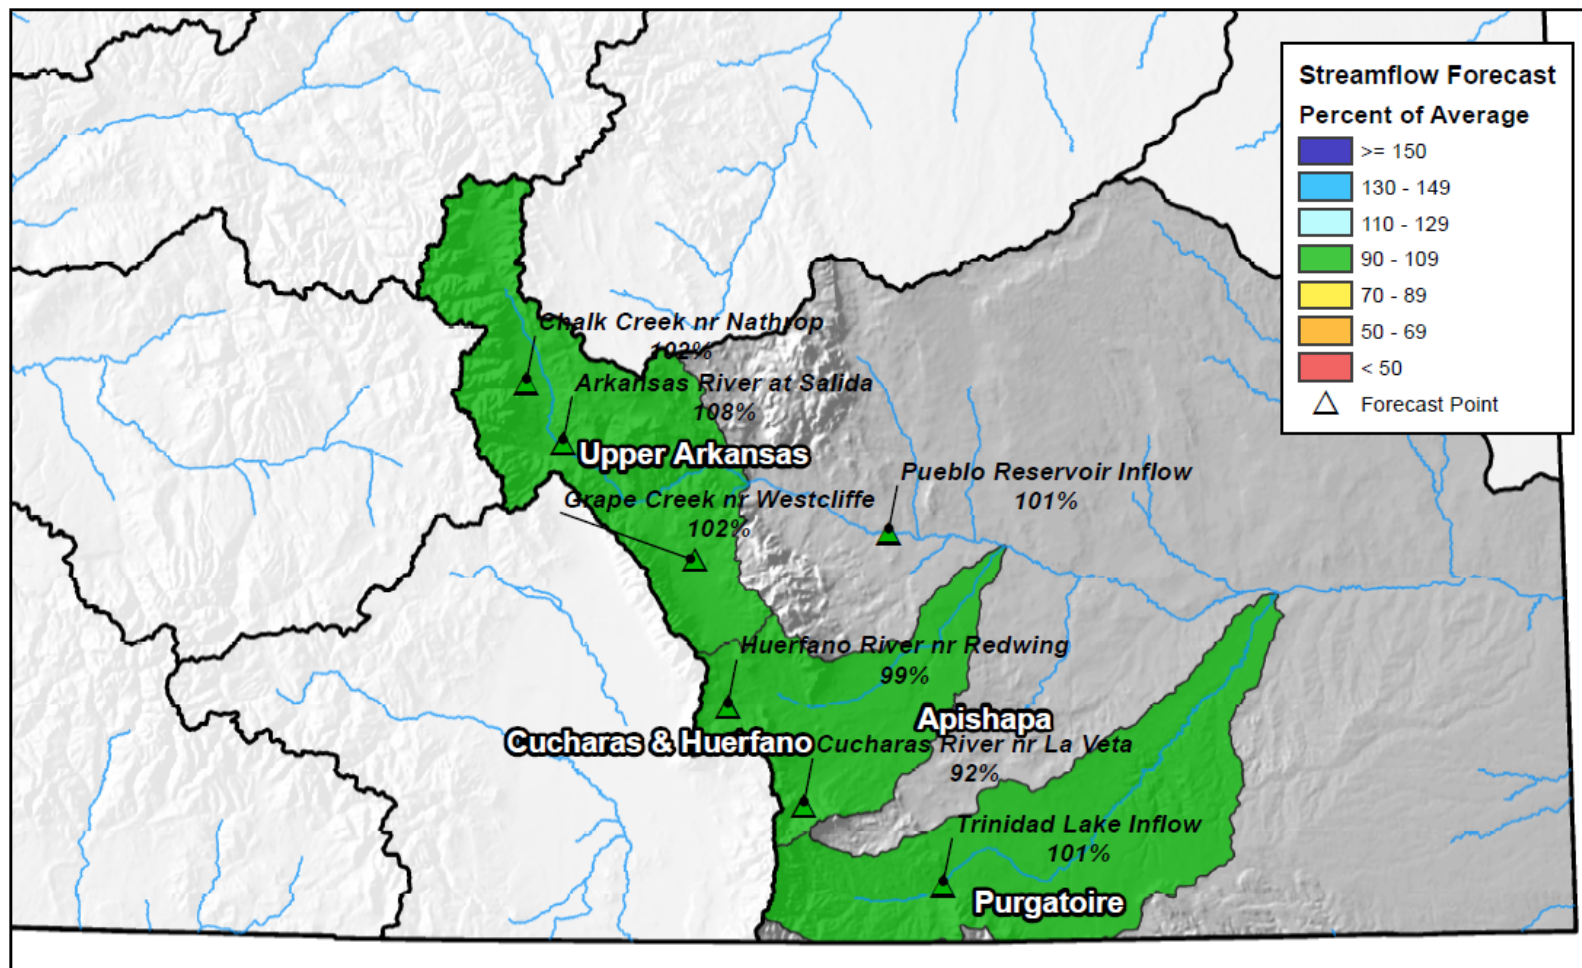 Streamflow Forecast
Percent of Average
>= 150
130 - 149
110 - 129
90 - 109
70 - 89
50 - 69
< 50
Forecast Point
Chalk Creek nr Nathrop
102%
Arkansas River at Salida
108%
Upper Arkansas
Pueblo Reservoir Inflow
101%
Grape Creek nr Westcliffe
102%
Huerfano River nr Redwing
99%
Apishapa
Cucharas & Huerfano
Cucharas River nr La Veta
92%
Trinidad Lake Inflow
101%
Purgatoire